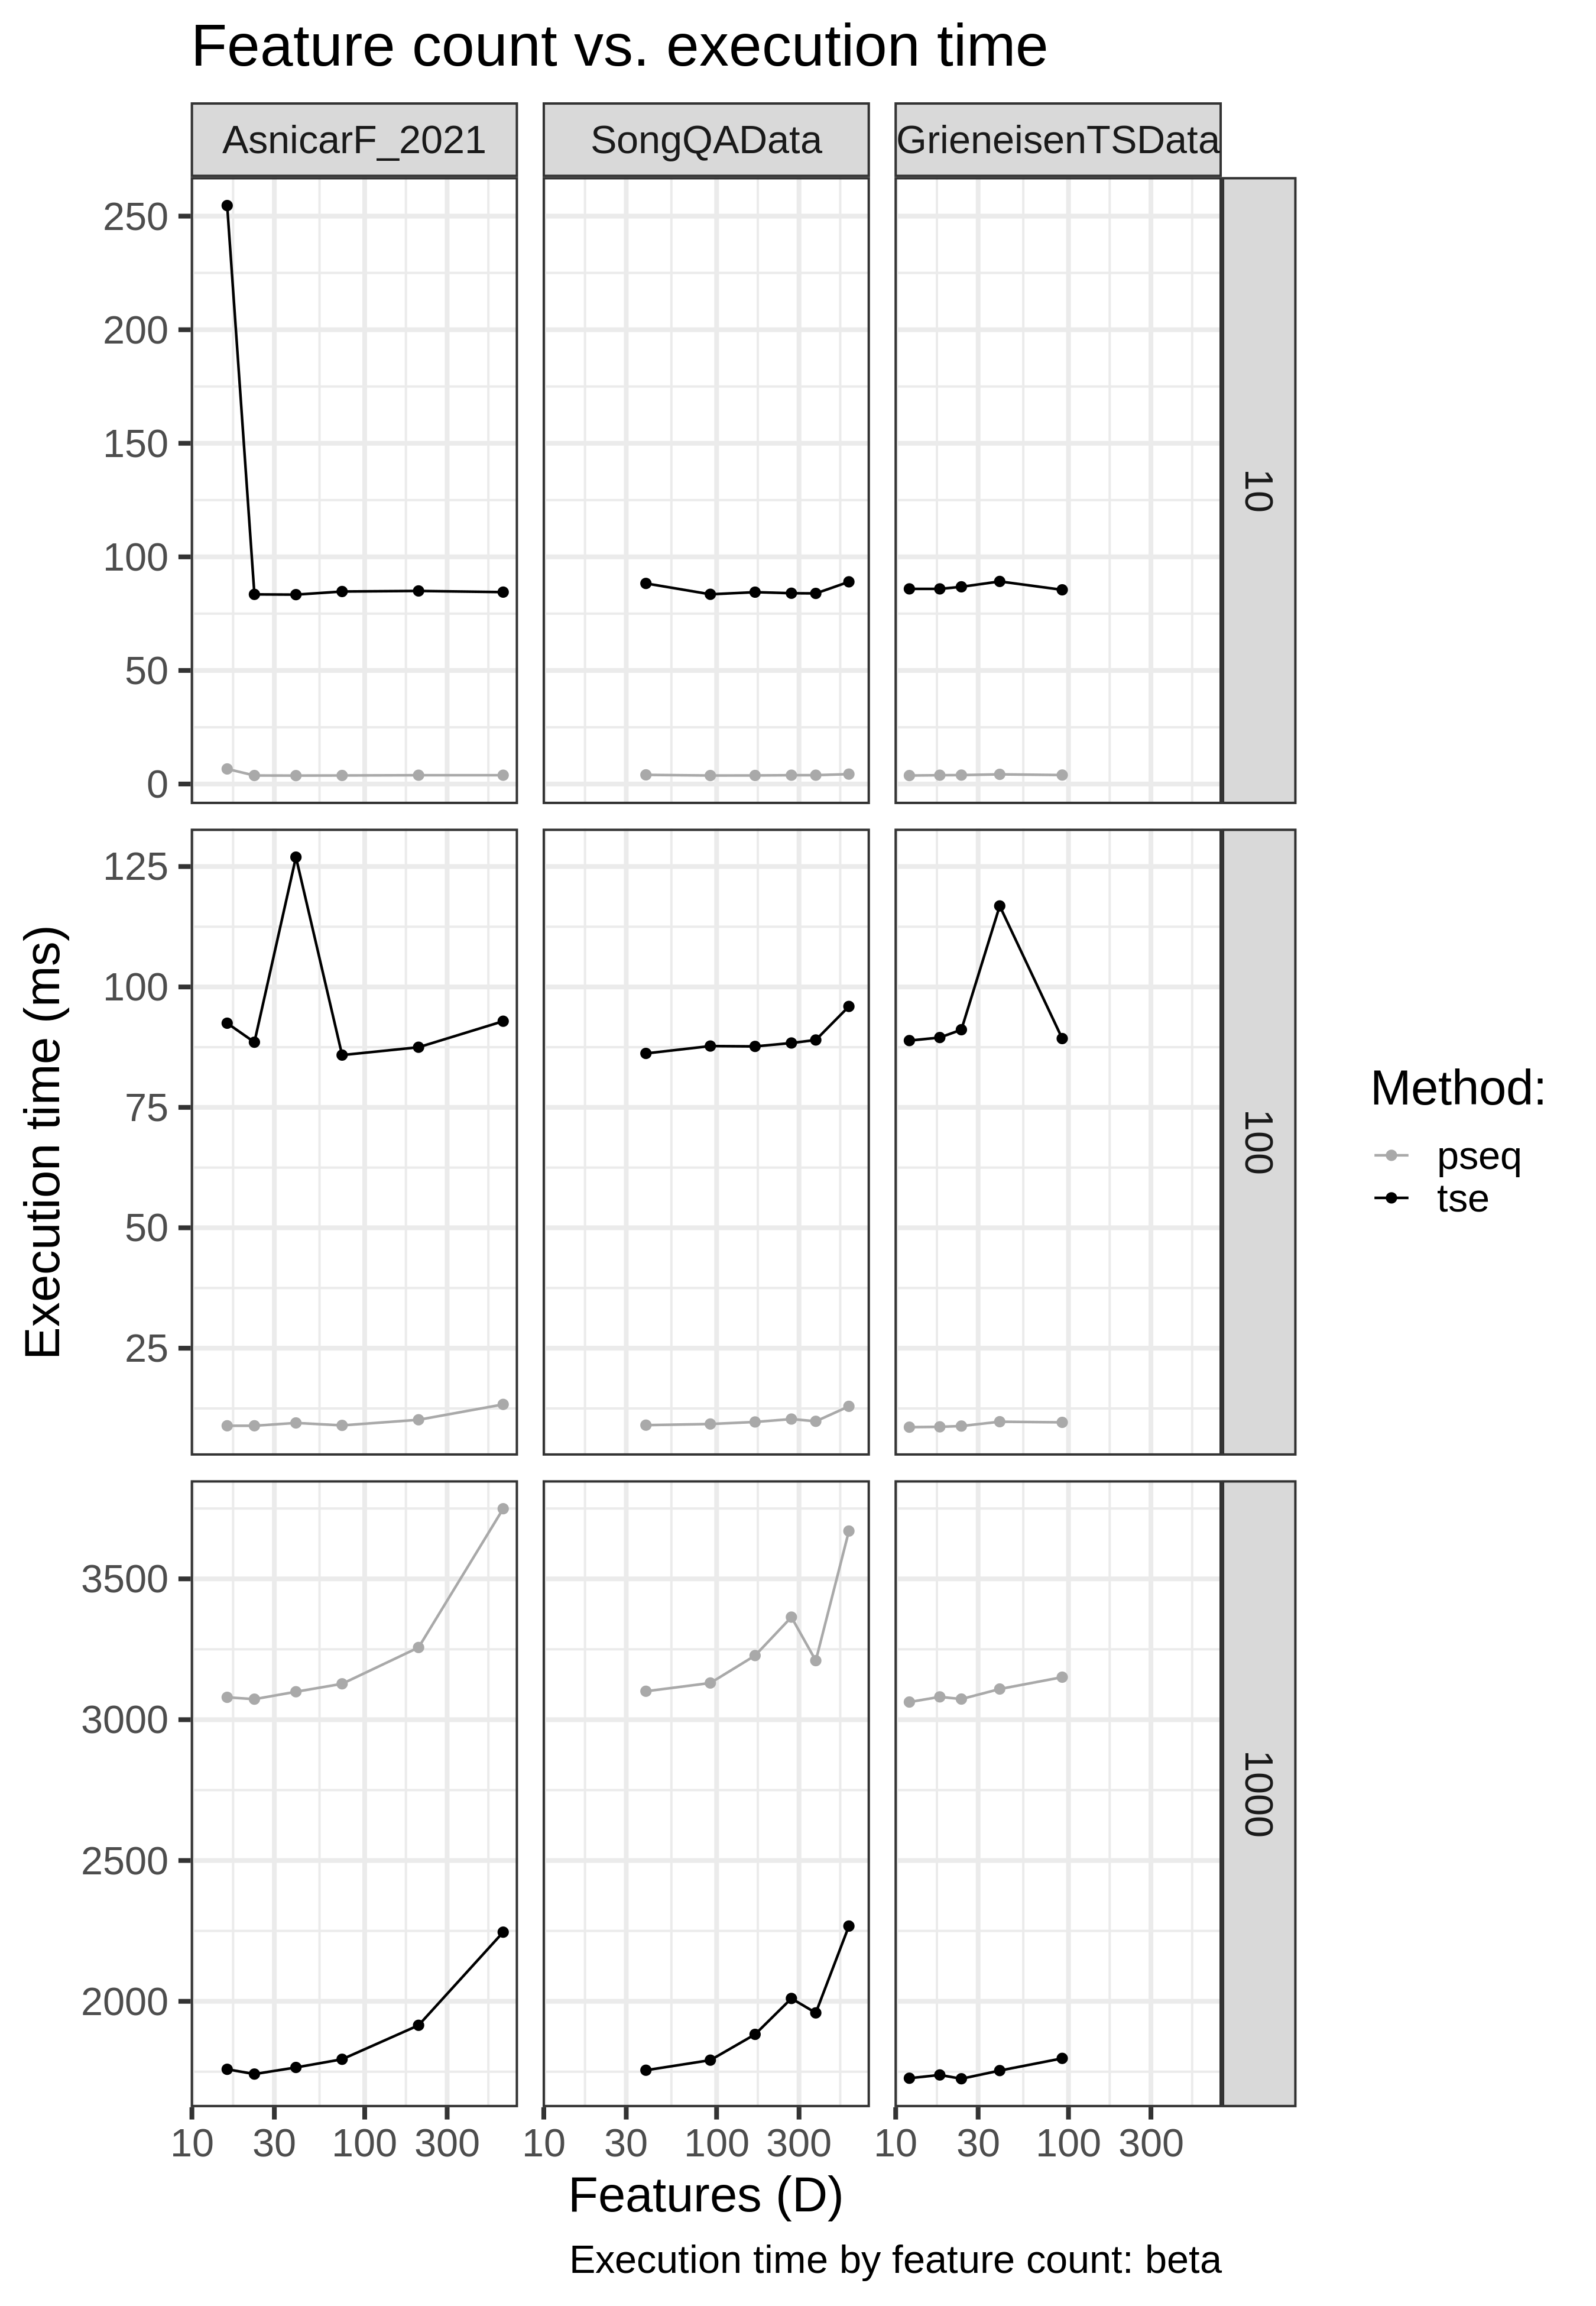 Feature count vs. execution time
AsnicarF_2021 SongQAData GrieneisenTSData
250
200
150
100
50
0
10
125
100
75
50
25
100
3500
3000
2500
2000
1000
Execution time (ms)
10 30 100 300 10 30 100 300 10 30 100 300
Features (D)
Execution time by feature count: beta
Method:
pseq
tse